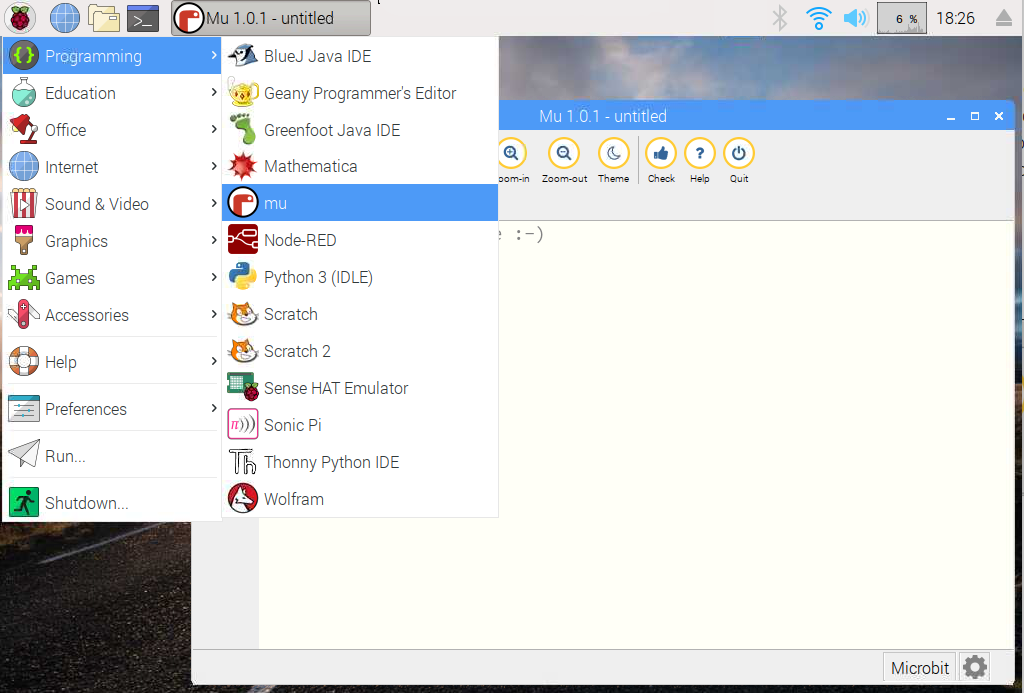 Mu 1.0.1 - untitled
6 %
18:26
Programming
Education
Office
Internet
Sound & Video
Graphics
Games
Accessories
Help
Preferences
Run...
Shutdown...
BlueJ Java IDE
Geany Programmer's Editor
Greenfoot Java IDE
Mathematica
mu
Node-RED
Python 3 (IDLE)
Scratch
Scratch 2
Sense HAT Emulator
Sonic Pi
Thonny Python IDE
Wolfram
Mu 1.0.1 - untitled
oom-in Zoom-out Theme Check Help Quit
:-)
Microbit